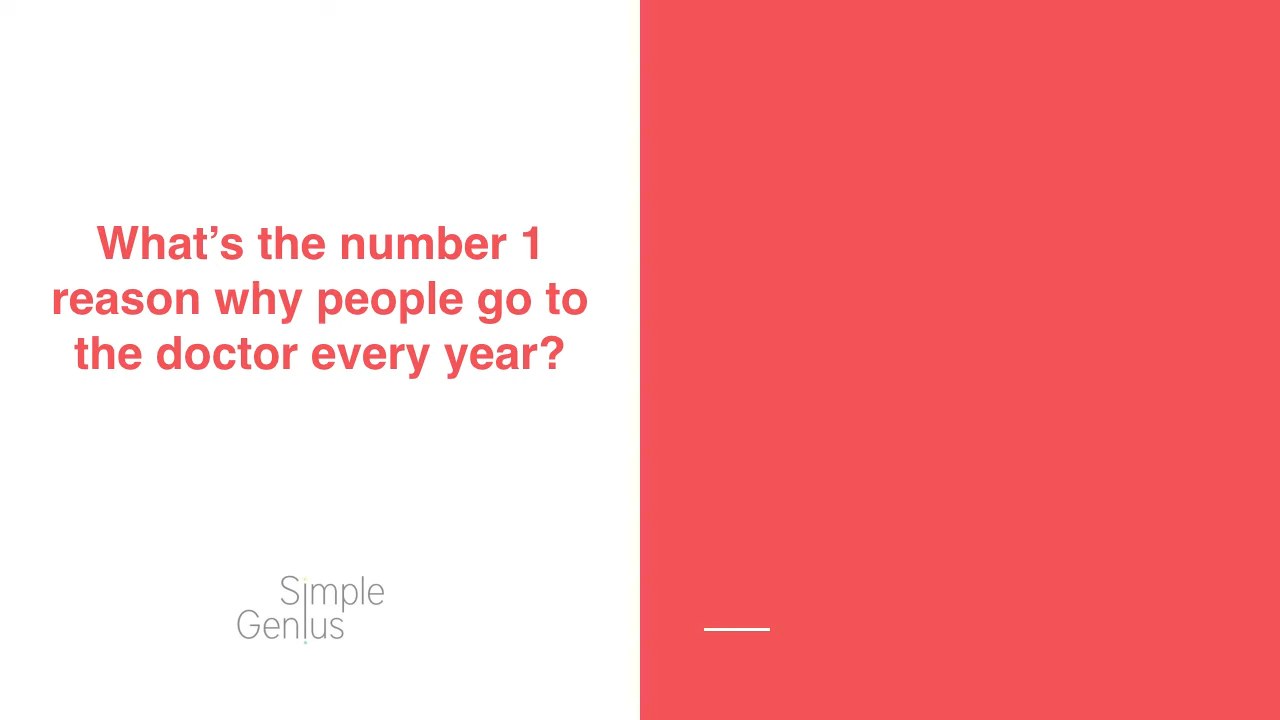 What’s the number 1
reason why people go to
the doctor every year?
Simple
Genius